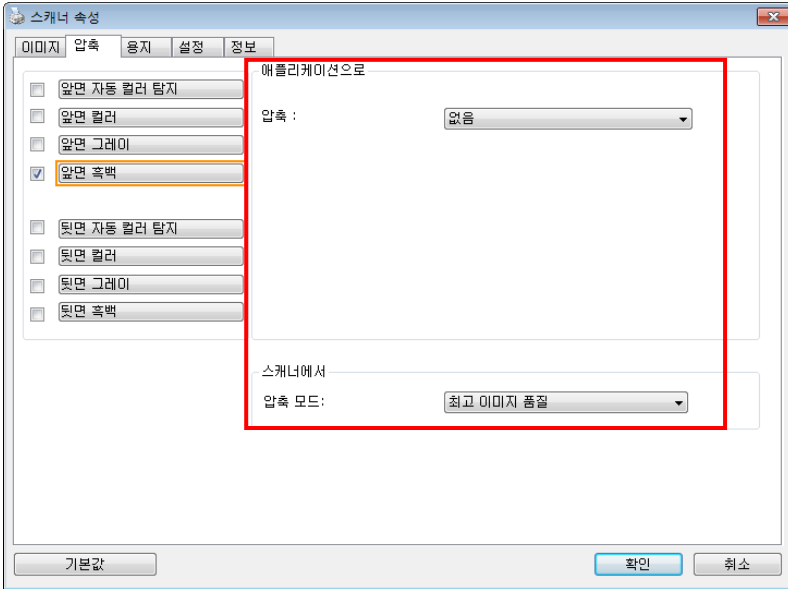 스캐너 속성
이미지 압축 용지 설정 정보
앞면 자동 컬러 탐지
앞면 컬러
앞면 그레이
앞면 흑백
뒷면 자동 컬러 탐지
뒷면 컬러
뒷면 그레이
뒷면 흑백
애플리케이션으로
압축 : 없음
스캐너에서
압축 모드: 최고 이미지 품질
기본값 확인 취소